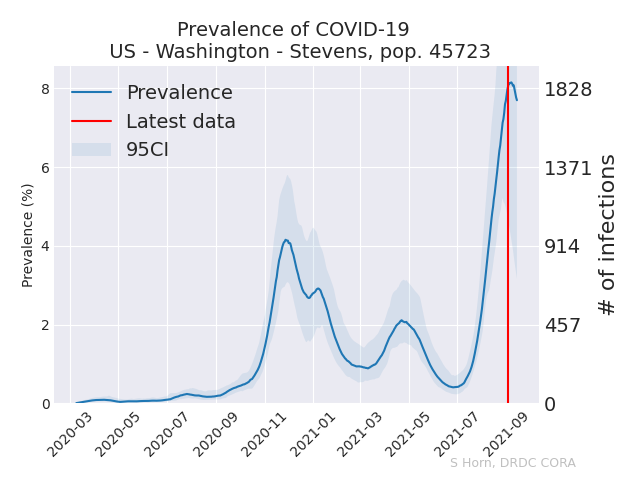 Prevalence of COVID-19
US - Washington - Stevens, pop. 45723
Prevalence
Latest data
95CI
Prevalence (%)
8
6
4
2
0
1828
1371
914
457
0
# of infections
2020-03
2020-05
2020-07
2020-09
2020-11
2021-01
2021-03
2021-05
2021-07
2021-09
S Horn, DRDC CORA